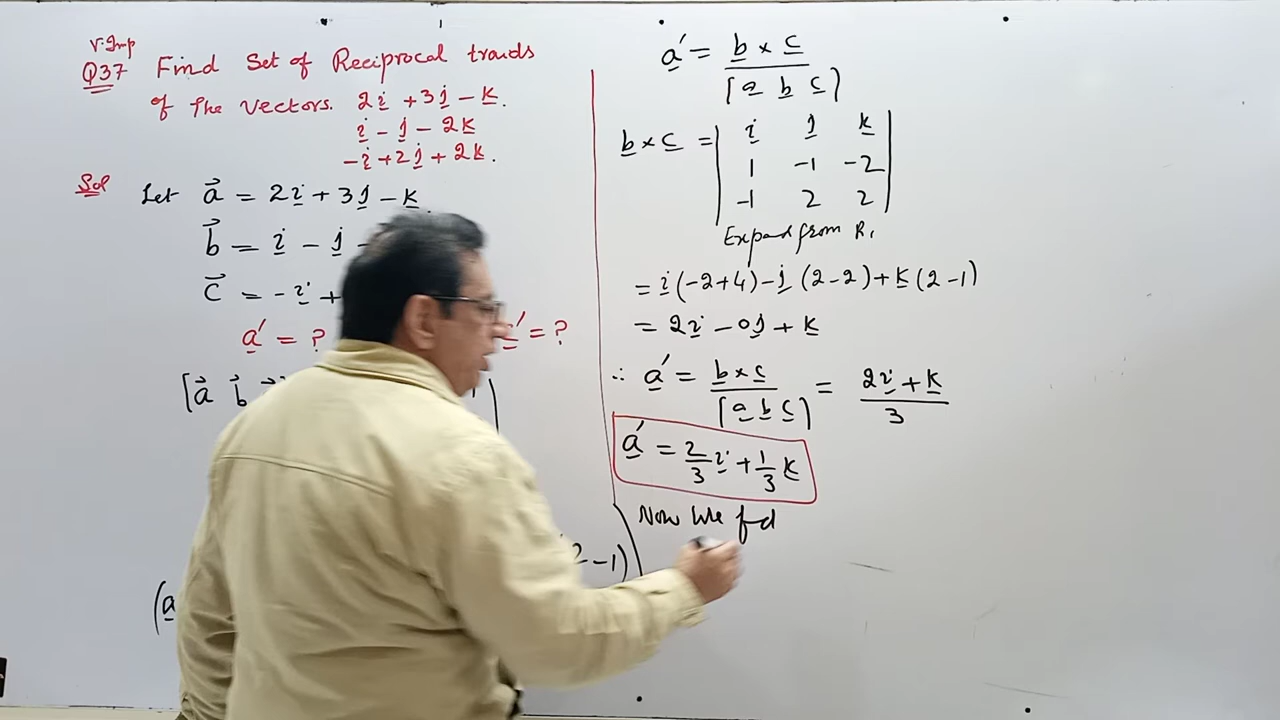 V. Imp
Q37 Find Set of Reciprocal traids
of The vectors. 2i + 3j - k.
i - j - 2k
-i + 2j + 2k.
Sol Let a⃗ = 2i + 3j - k.
b⃗ = i - j -
c⃗ = -i +
a′ = ? c′ = ?
[a⃗ b⃗
2 - 1)
(a
a′ = b × c / [a b c]
b × c = | i j k |
| 1 -1 -2 |
| -1 2 2 |
Expand from R₁
= i(-2+4) - j(2-2) + k(2-1)
= 2i - 0j + k
∴ a′ = b × c / [a b c] = 2i + k / 3
a′ = 2/3 i + 1/3 k
Now We fd